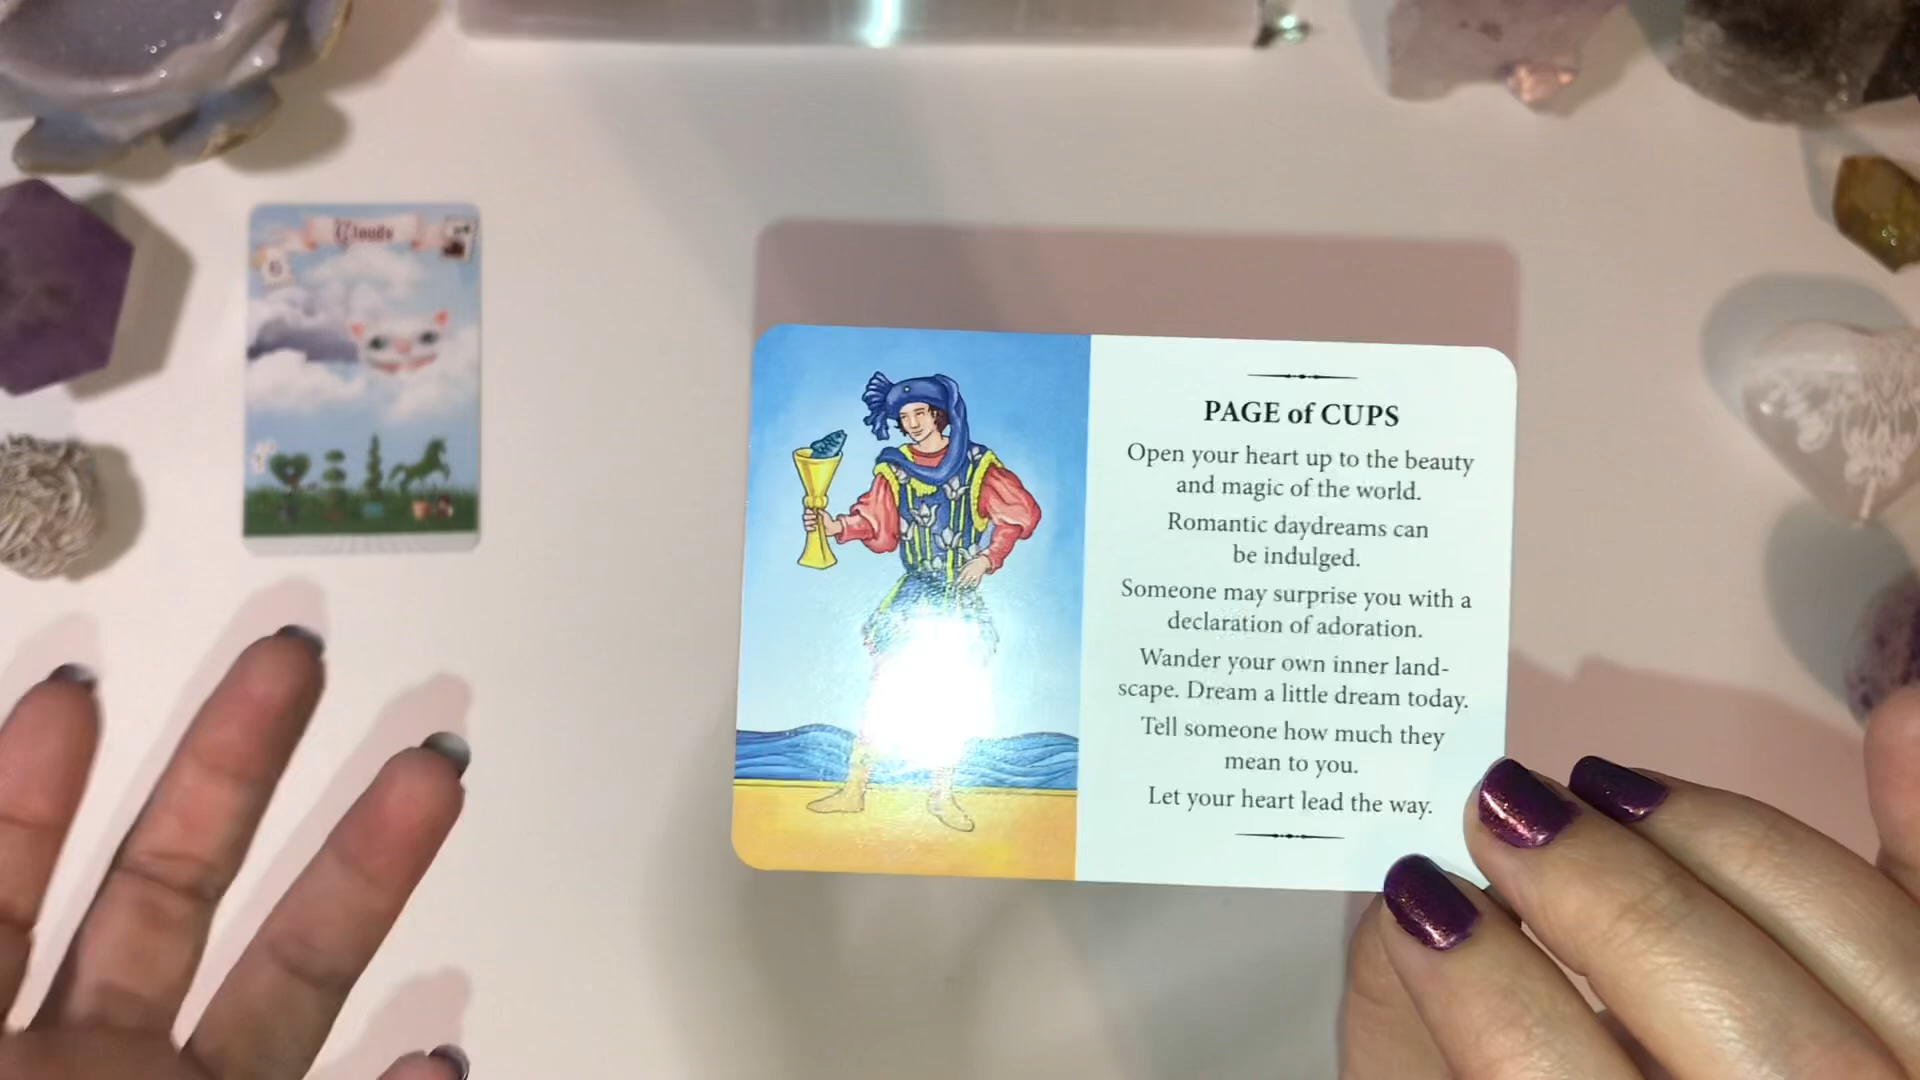 Clouds
6
PAGE of CUPS
Open your heart up to the beauty
and magic of the world.
Romantic daydreams can
be indulged.
Someone may surprise you with a
declaration of adoration.
Wander your own inner land-
scape. Dream a little dream today.
Tell someone how much they
mean to you.
Let your heart lead the way.